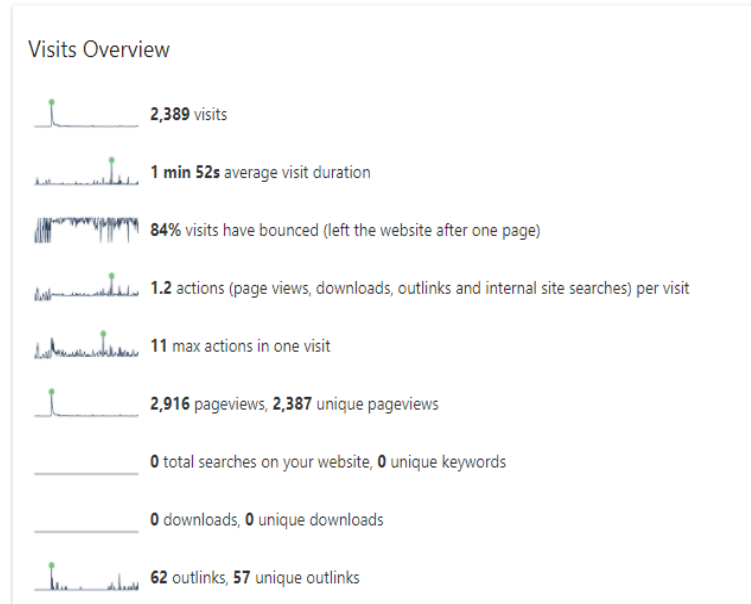 Visits Overview
2,389 visits
1 min 52s average visit duration
84% visits have bounced (left the website after one page)
1.2 actions (page views, downloads, outlinks and internal site searches) per visit
11 max actions in one visit
2,916 pageviews, 2,387 unique pageviews
0 total searches on your website, 0 unique keywords
0 downloads, 0 unique downloads
62 outlinks, 57 unique outlinks